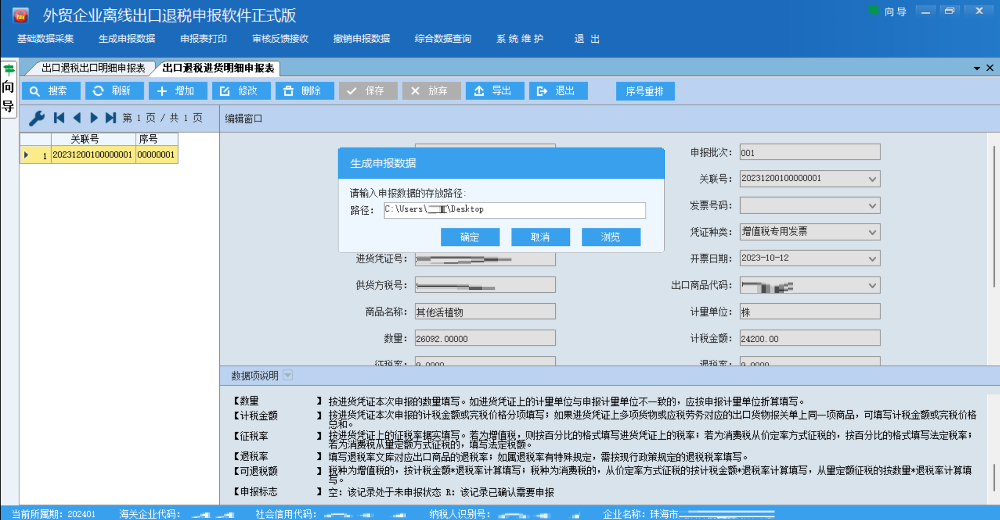 外贸企业离线出口退税申报软件正式版
向导
基础数据采集 生成申报数据 申报表打印 审核反馈接收 撤销申报数据 综合数据查询 系统维护 退出
向导
出口退税出口明细申报表 出口退税进货明细申报表
搜索 刷新 增加 修改 删除 保存 放弃 导出 退出 序号重排
第 1 页 / 共 1 页
编辑窗口
关联号 序号
1 20231200100000001 00000001
申报批次： 001
关联号： 20231200100000001
发票号码：
凭证种类： 增值税专用发票
生成申报数据
请输入申报数据的存放路径:
路径： C:\Users\ \Desktop
确定 取消 浏览
进货凭证号： 开票日期： 2023-10-12
供货方税号： 出口商品代码：
商品名称： 其他活植物 计量单位： 株
数量： 26092.00000 计税金额： 24200.00
征税率： 9.0000 退税率： 9.0000
数据项说明
【数量 】 按进货凭证本次申报的数量填写。如进货凭证上的计量单位与申报计量单位不一致的，应按申报计量单位折算填写。
【计税金额 】 按进货凭证本次申报的计税金额或完税价格分项填写；如果进货凭证上多项货物或应税劳务对应的出口货物报关单上同一项商品，可填写计税金额或完税价格
总和。
【征税率 】 按进货凭证上的征税率据实填写。若为增值税，则按百分比的格式填写进货凭证上的税率；若为消费税从价定率方式征税的，按百分比的格式填写法定税率；
若为消费税从量定额方式征税的，填写法定税额。
【退税率 】 填写退税率文库对应出口商品的退税率；如属退税率有特殊规定，需按现行政策规定的退税税率填写。
【可退税额 】 税种为增值税的，按计税金额*退税率计算填写；税种为消费税的，从价定率方式征税的按计税金额*退税率计算填写，从量定额征税的按数量*退税率计算填
写。
【申报标志 】 空：该记录处于未申报状态 R：该记录已确认需要申报
当前所属期：202401 海关企业代码： 社会信用代码： 纳税人识别号： 企业名称：珠海市